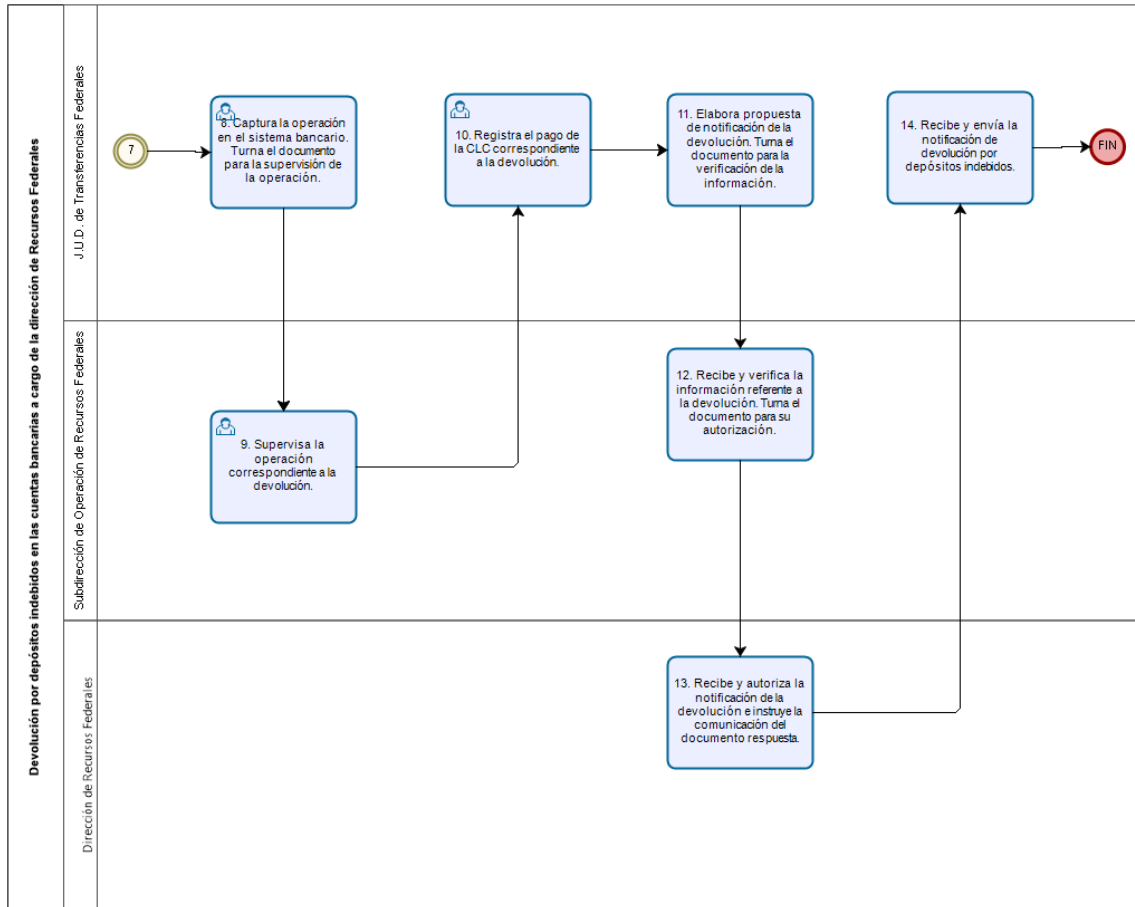 Devolución por depósitos indebidos en las cuentas bancarias a cargo de la dirección de Recursos Federales
J.U.D. de Transferencias Federales
7
8. Captura la operación
en el sistema bancario.
Turna el documento
para la supervisión de
la operación.
10. Registra el pago de
la CLC correspondiente
a la devolución.
11. Elabora propuesta
de notificación de la
devolución. Turna el
documento para la
verificación de la
información.
14. Recibe y envía la
notificación de
devolución por
depósitos indebidos.
FIN
Subdirección de Operación de Recursos Federales
9. Supervisa la
operación
correspondiente a la
devolución.
12. Recibe y verifica la
información referente a
la devolución. Turna el
documento para su
autorización.
Dirección de Recursos Federales
13. Recibe y autoriza la
notificación de la
devolución e instruye la
comunicación del
documento respuesta.